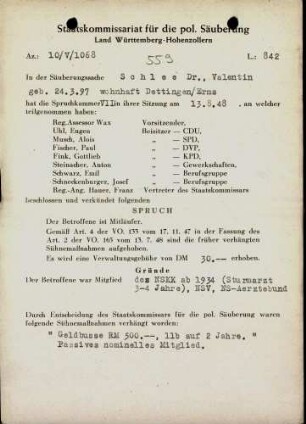 Staatskommissariat für die pol. Säuberung
Land Württemberg-Hohenzollern
Az.: 10/V/1068
559
L.: 842
In der Säuberungssache Schlee Dr., Valentin
geb. 24.3.97 wohnhaft Dettingen/Erms
hat die Spruchkammer VII in ihrer Sitzung am 13.8.48, an welcher
teilgenommen haben:
Reg.Assessor Wax Vorsitzender,
Uhl, Eugen Beisitzer — CDU,
Musch, Alois „ — SPD,
Fischer, Paul „ — DVP,
Fink, Gottlieb „ — KPD,
Steinacher, Anton „ — Gewerkschaften,
Schwarz, Emil „ — Berufsgruppe
Schneckenburger, Josef „ — Berufsgruppe
Reg.-Ang. Hauer, Franz Vertreter des Staatskommissars
beschlossen und verkündet folgenden
SPRUCH
Der Betroffene ist Mitläufer.
Gemäß Art. 4 der VO. 133 vom 17. 11. 47 in der Fassung des
Art. 2 der VO. 165 vom 13. 7. 48 sind die früher verhängten
Sühnemaßnahmen aufgehoben.
Es wird eine Verwaltungsgebühr von DM 30.-- erhoben.
Gründe
Der Betroffene war Mitglied des NSKK ab 1934 (Sturmarzt
3-4 Jahre), NSV, NS-Aerztebund
Durch Entscheidung des Staatskommissars für die pol. Säuberung waren
folgende Sühnemaßnahmen verhängt worden:
" Geldbusse RM 500.--, 11b auf 2 Jahre. "
Passives nominelles Mitglied.